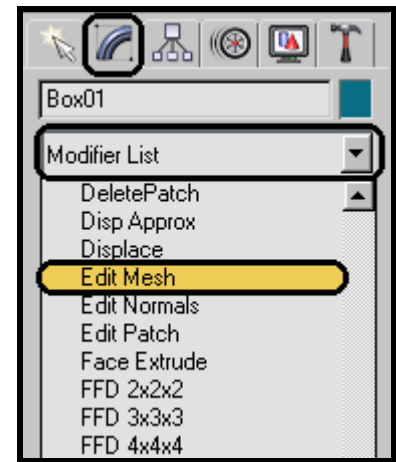 Box01
Modifier List
DeletePatch
Disp Approx
Displace
Edit Mesh
Edit Normals
Edit Patch
Face Extrude
FFD 2x2x2
FFD 3x3x3
FFD 4x4x4